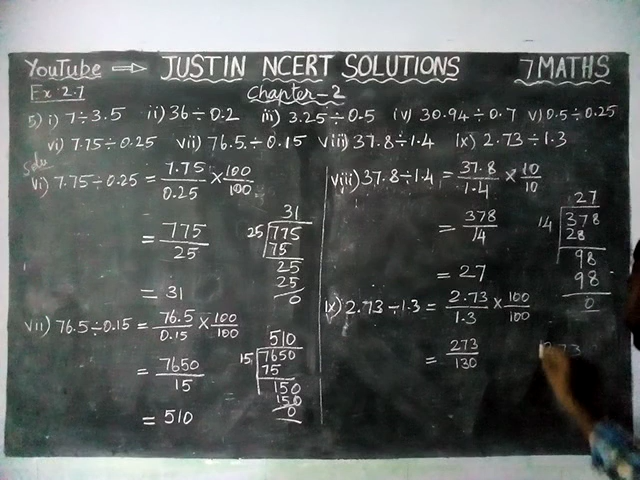 YouTube → JUSTIN NCERT SOLUTIONS 7 MATHS
Ex 2.7 Chapter-2
5) i) 7÷3.5 ii) 36÷0.2 iii) 3.25÷0.5 iv) 30.94÷0.7 v) 0.5÷0.25
vi) 7.75÷0.25 vii) 76.5÷0.15 viii) 37.8÷1.4 ix) 2.73÷1.3
Solu
vi) 7.75÷0.25 = 7.75/0.25 × 100/100
= 775/25
= 31
31
25 775
75
25
25
0
vii) 76.5÷0.15 = 76.5/0.15 × 100/100
= 7650/15
= 510
510
15 7650
75
150
150
0
viii) 37.8÷1.4 = 37.8/1.4 × 10/10
= 378/14
= 27
27
14 378
28
98
98
0
ix) 2.73÷1.3 = 2.73/1.3 × 100/100
= 273/130